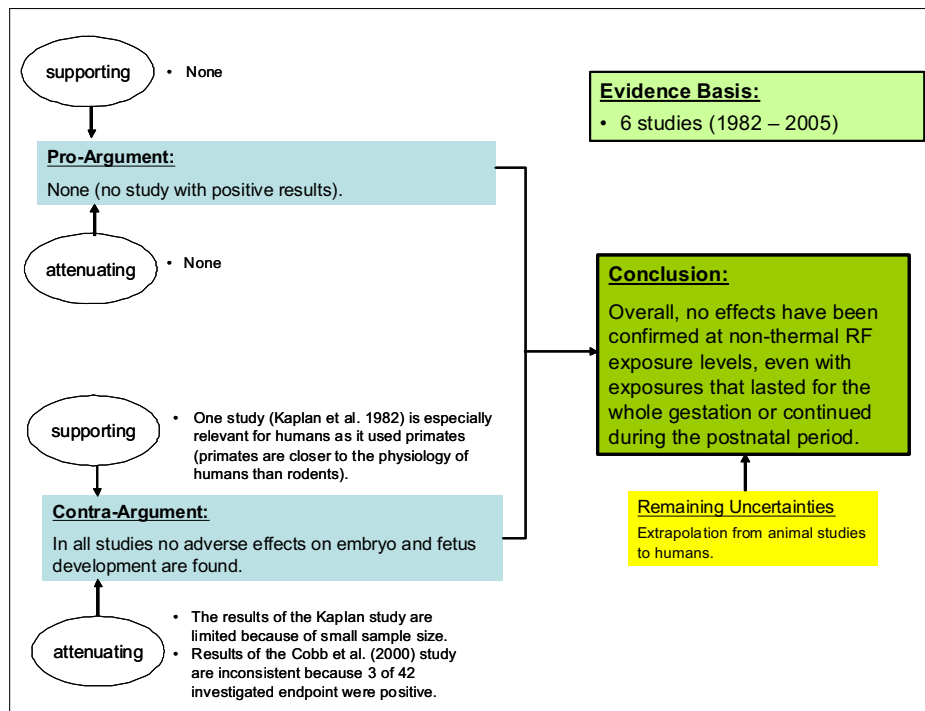 supporting
• None
Pro-Argument:
None (no study with positive results).
attenuating
• None
Evidence Basis:
• 6 studies (1982 – 2005)
supporting
• One study (Kaplan et al. 1982) is especially
relevant for humans as it used primates
(primates are closer to the physiology of
humans than rodents).
Contra-Argument:
In all studies no adverse effects on embryo and fetus
development are found.
attenuating
• The results of the Kaplan study are
limited because of small sample size.
• Results of the Cobb et al. (2000) study
are inconsistent because 3 of 42
investigated endpoint were positive.
Conclusion:
Overall, no effects have been
confirmed at non-thermal RF
exposure levels, even with
exposures that lasted for the
whole gestation or continued
during the postnatal period.
Remaining Uncertainties
Extrapolation from animal studies
to humans.